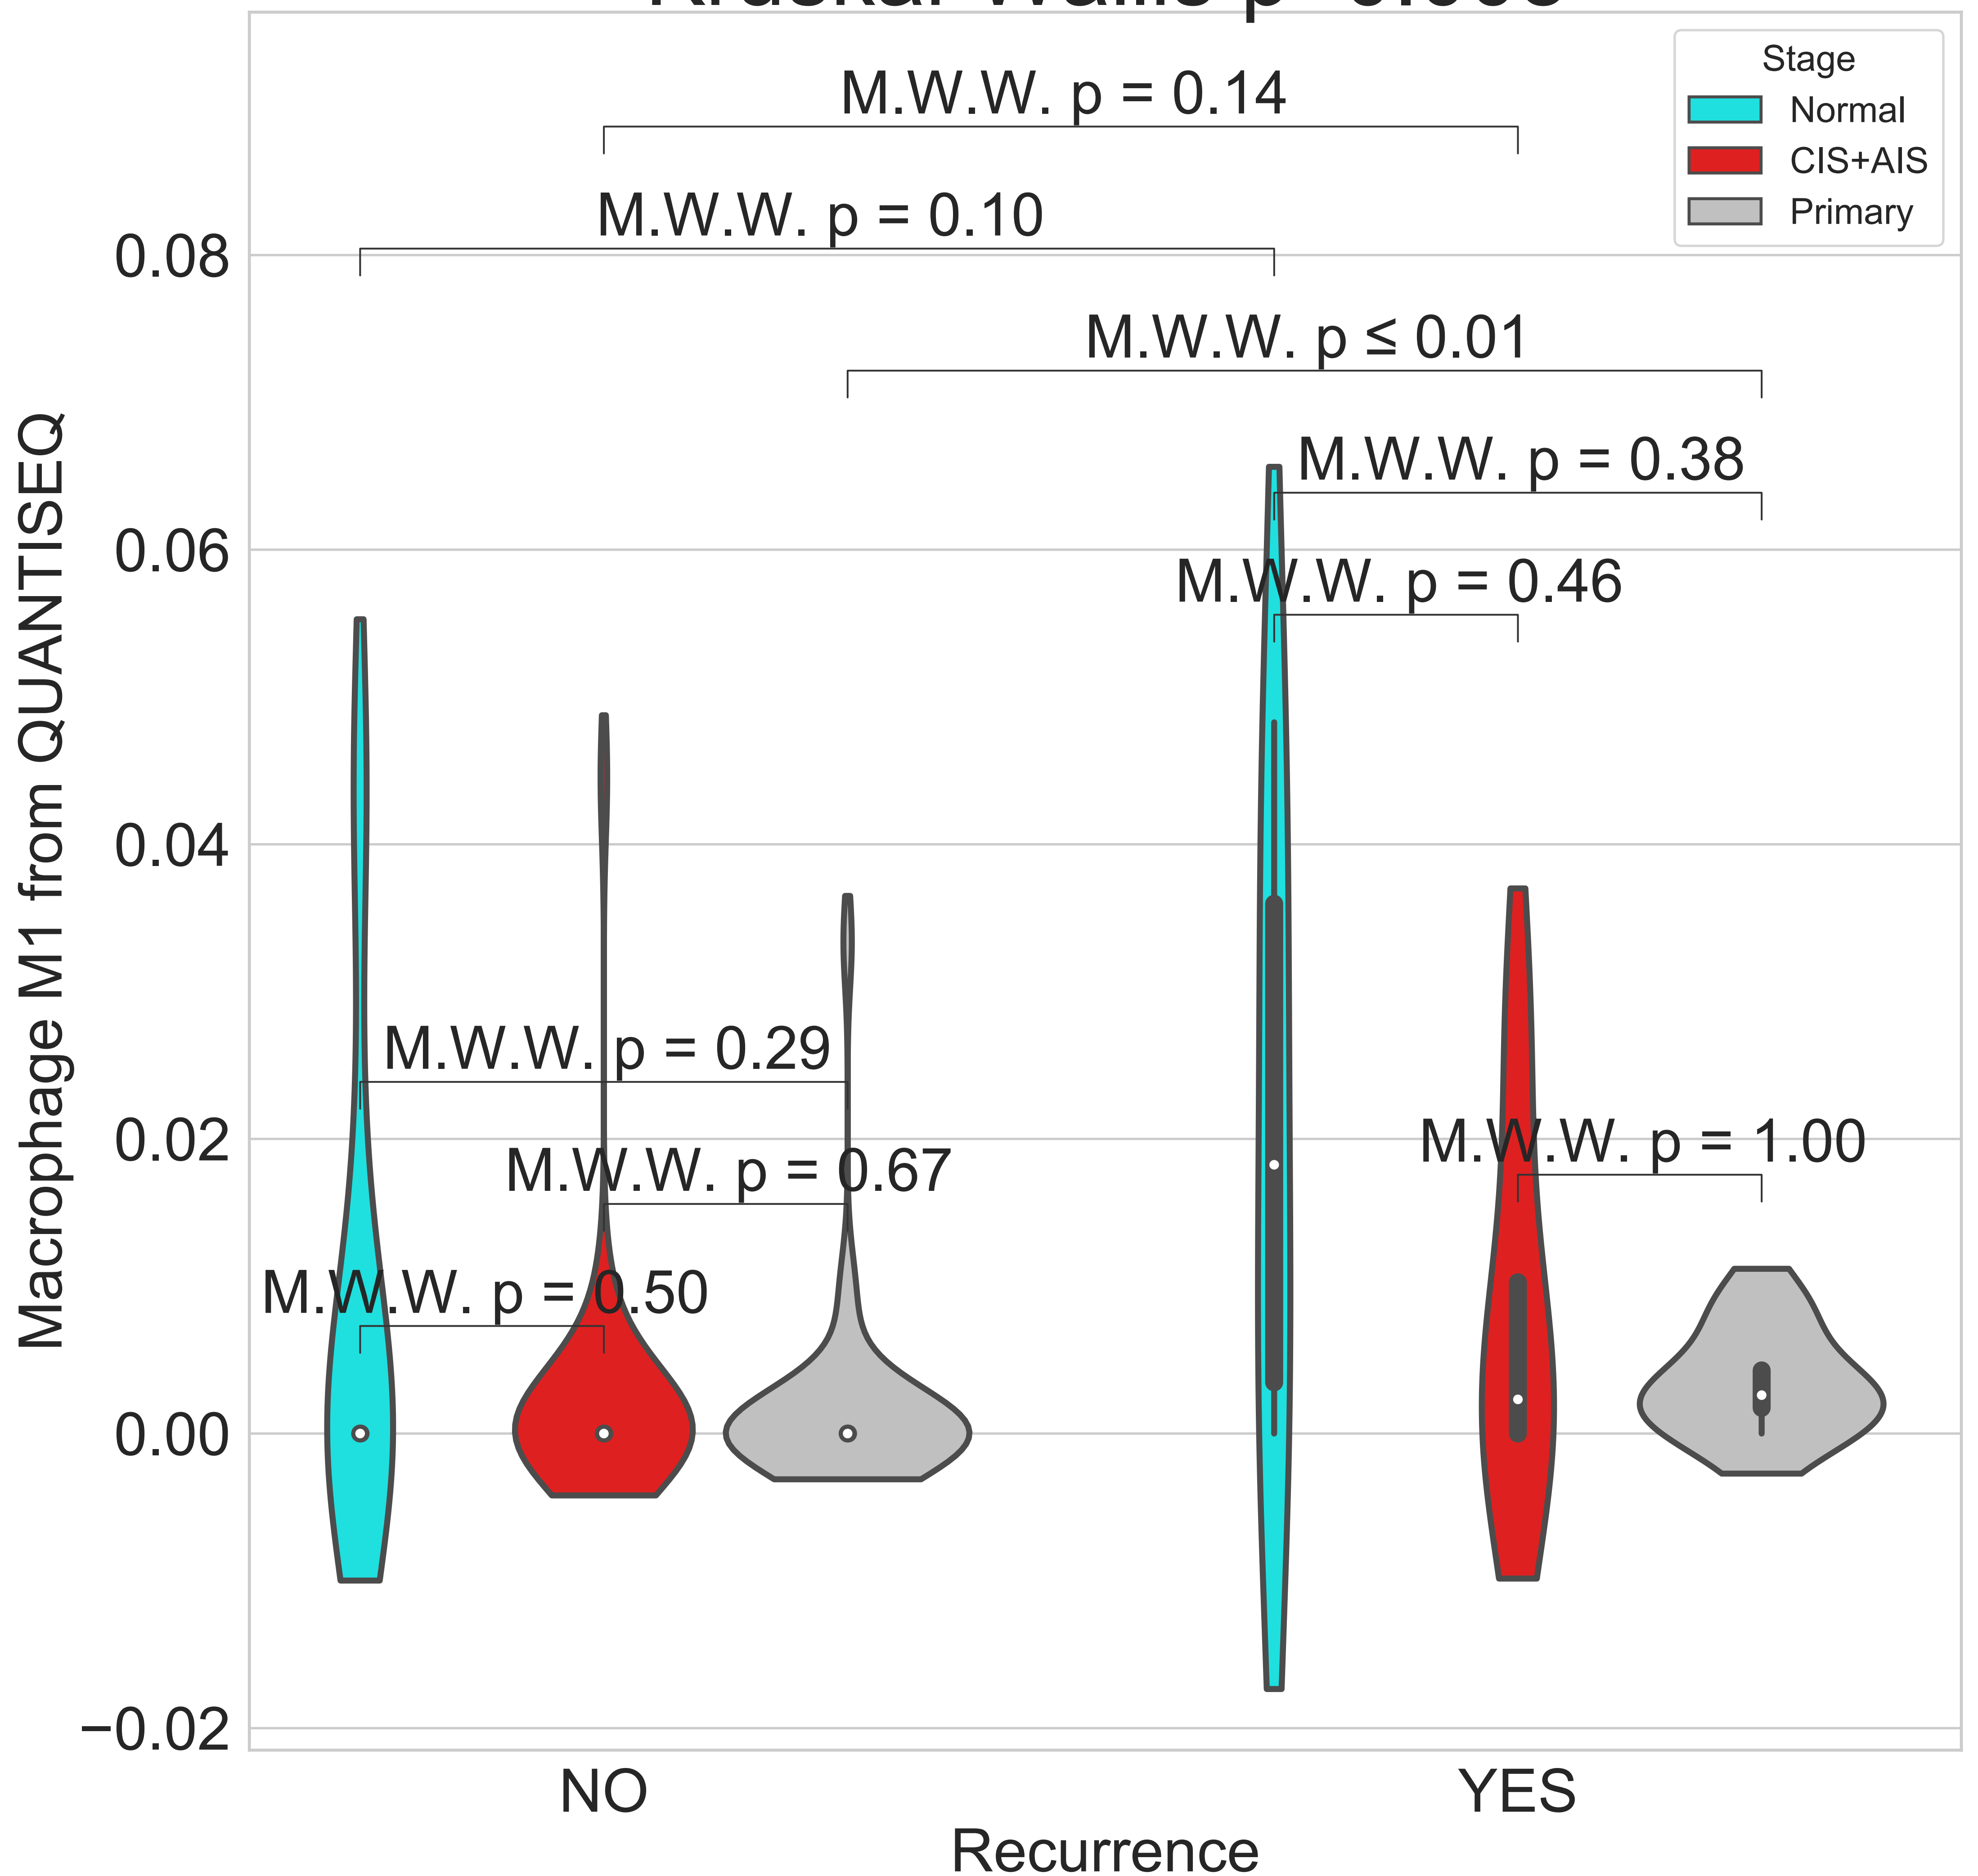 Stage
Normal
CIS+AIS
Primary
M.W.W. p = 0.14
M.W.W. p = 0.10
M.W.W. p ≤ 0.01
M.W.W. p = 0.38
M.W.W. p = 0.46
M.W.W. p = 0.29
M.W.W. p = 1.00
M.W.W. p = 0.67
M.W.W. p = 0.50
Macrophage M1 from QUANTISEQ
0.08
0.06
0.04
0.02
0.00
−0.02
NO
YES
Recurrence